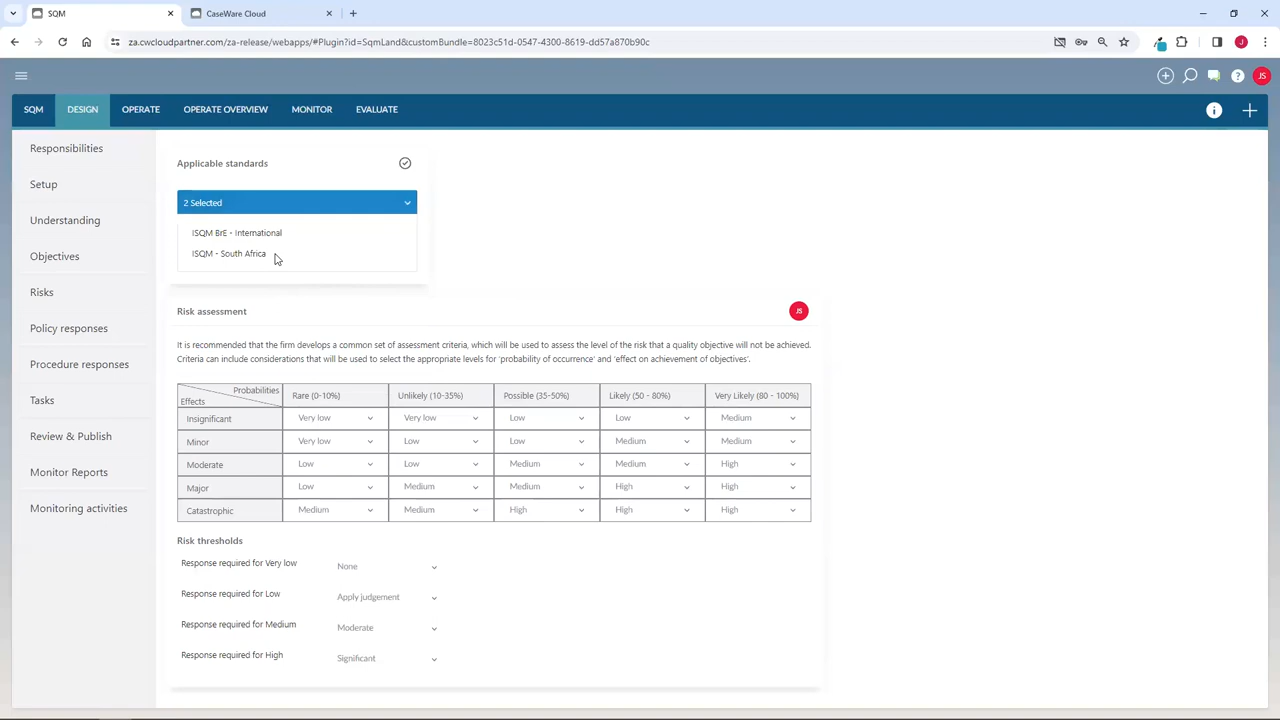 SQM
CaseWare Cloud
za.cwcloudpartner.com/za-release/webapps/#Plugin?id=SqmLand&customBundle=8023c51d-0547-4300-8619-dd57a870b90c
J
JS
SQM DESIGN OPERATE OPERATE OVERVIEW MONITOR EVALUATE
Responsibilities
Setup
Understanding
Objectives
Risks
Policy responses
Procedure responses
Tasks
Review & Publish
Monitor Reports
Monitoring activities
Applicable standards
2 Selected
ISQM BrE - International
ISQM - South Africa
Risk assessment
JS
It is recommended that the firm develops a common set of assessment criteria, which will be used to assess the level of the risk that a quality objective will not be achieved.
Criteria can include considerations that will be used to select the appropriate levels for 'probability of occurrence' and 'effect on achievement of objectives'.
Probabilities Effects Rare (0-10%) Unlikely (10-35%) Possible (35-50%) Likely (50 - 80%) Very Likely (80 - 100%)
Insignificant Very low Very low Low Low Medium
Minor Very low Low Low Medium Medium
Moderate Low Low Medium Medium High
Major Low Medium Medium High High
Catastrophic Medium Medium High High High
Risk thresholds
Response required for Very low None
Response required for Low Apply judgement
Response required for Medium Moderate
Response required for High Significant